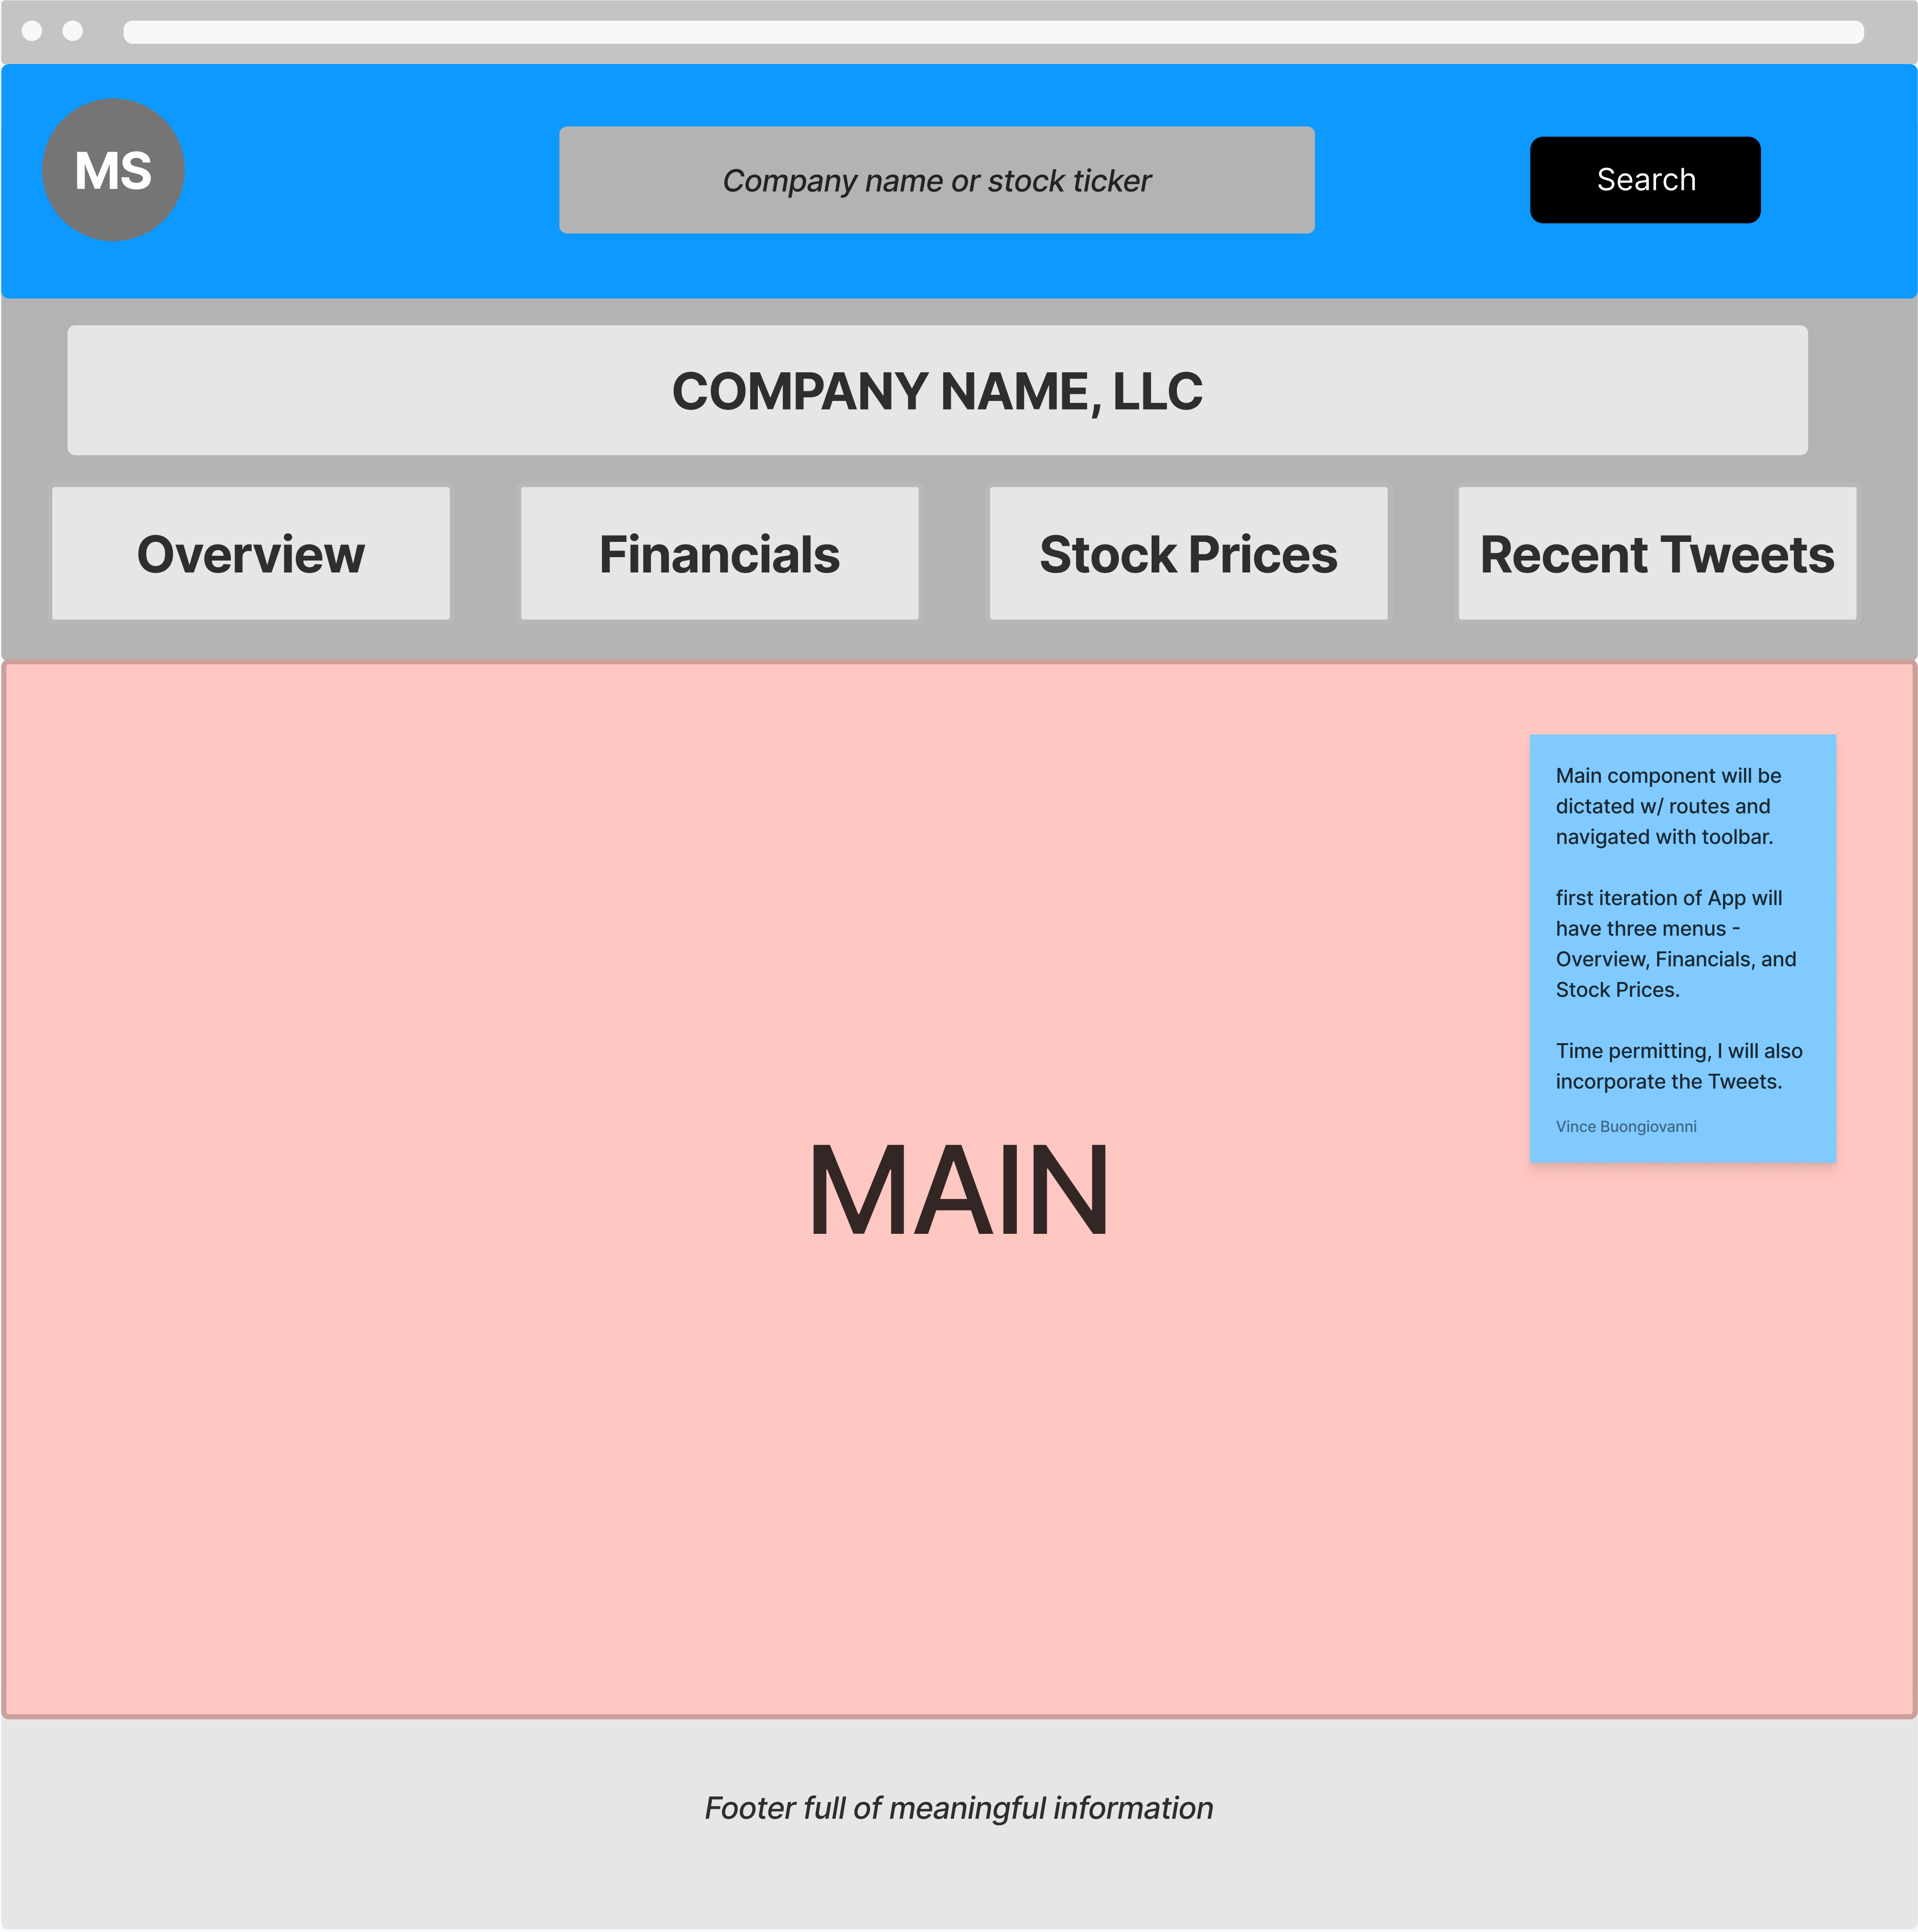 MS
Company name or stock ticker
Search
COMPANY NAME, LLC
Overview
Financials
Stock Prices
Recent Tweets
Main component will be
dictated w/ routes and
navigated with toolbar.
first iteration of App will
have three menus -
Overview, Financials, and
Stock Prices.
Time permitting, I will also
incorporate the Tweets.
Vince Buongiovanni
MAIN
Footer full of meaningful information